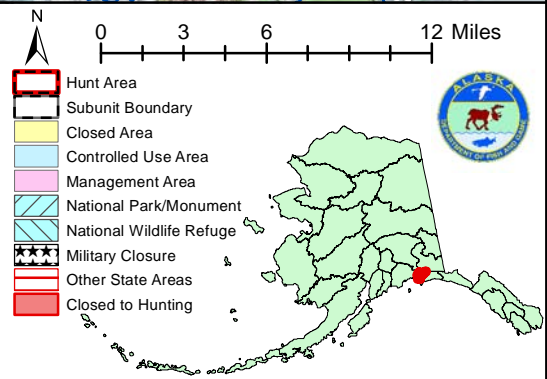 N
0 3 6 12 Miles
Hunt Area
Subunit Boundary
Closed Area
Controlled Use Area
Management Area
National Park/Monument
National Wildlife Refuge
Military Closure
Other State Areas
Closed to Hunting
ALASKA
DEPARTMENT OF FISH AND GAME